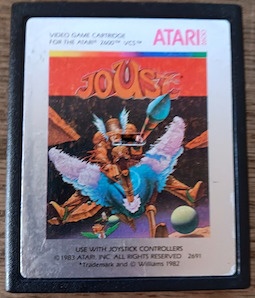 VIDEO GAME CARTRIDGE
FOR THE ATARI 2600™ VCS™
ATARI 2600
JOUST
USE WITH JOYSTICK CONTROLLERS
©1983 ATARI, INC. ALL RIGHTS RESERVED 2691
*Trademark and © Williams 1982